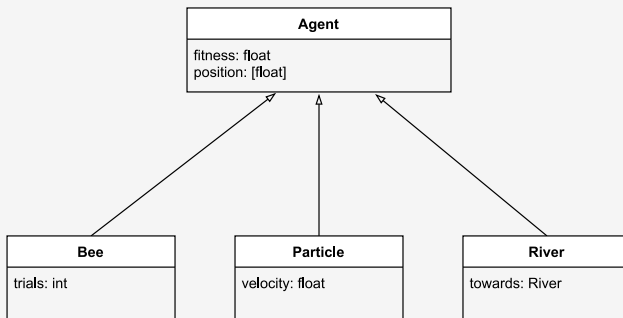 Agent
fitness: float
position: [float]
Bee
trials: int
Particle
velocity: float
River
towards: River